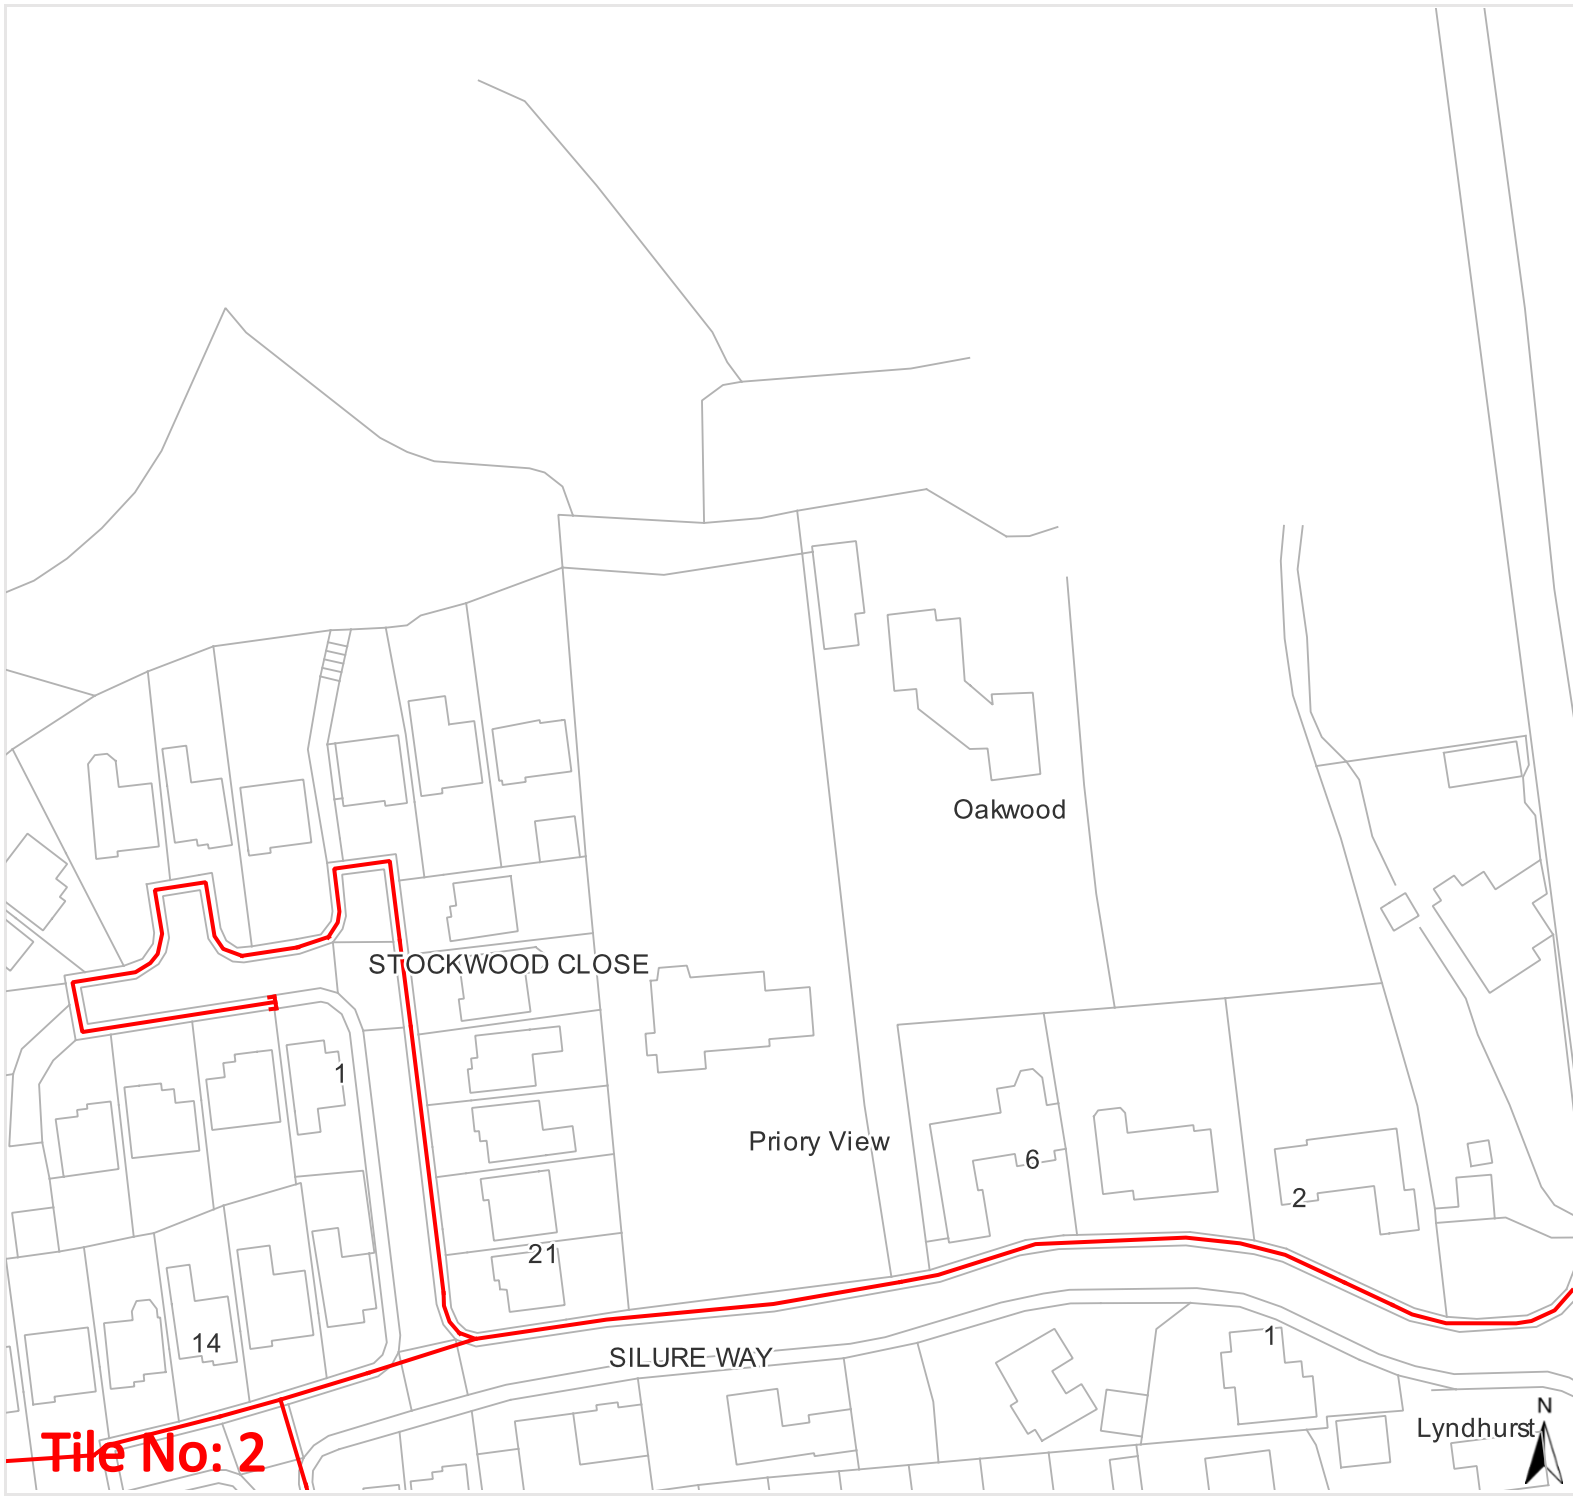 Oakwood
STOCKWOOD CLOSE
1
Priory View
6
2
21
14
SILURE WAY
1
N
Lyndhurst
Tile No: 2